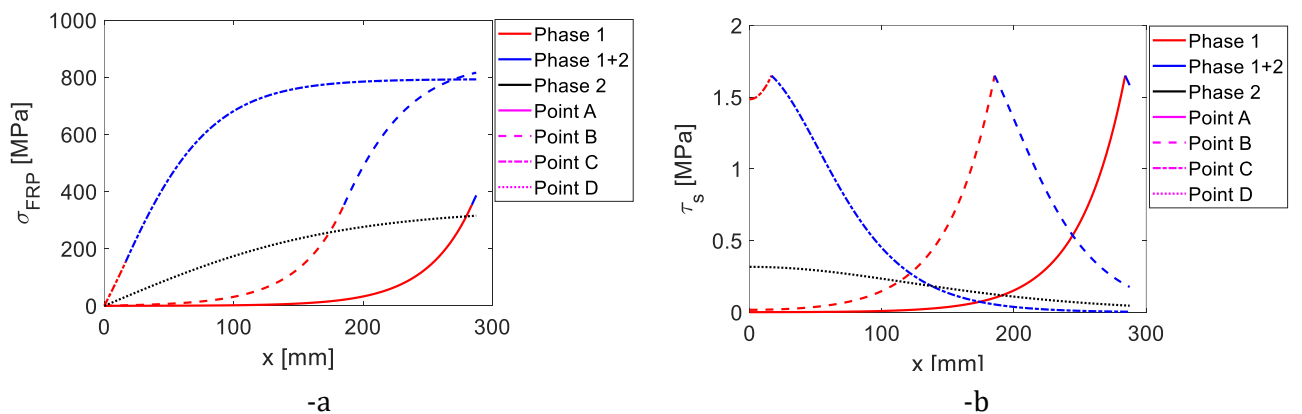 1000
800
600
400
200
0
σFRP [MPa]
0 100 200 300
x [mm]
Phase 1
Phase 1+2
Phase 2
Point A
Point B
Point C
Point D
-a
2
1.5
1
0.5
0
τs [MPa]
0 100 200 300
x [mm]
Phase 1
Phase 1+2
Phase 2
Point A
Point B
Point C
Point D
-b